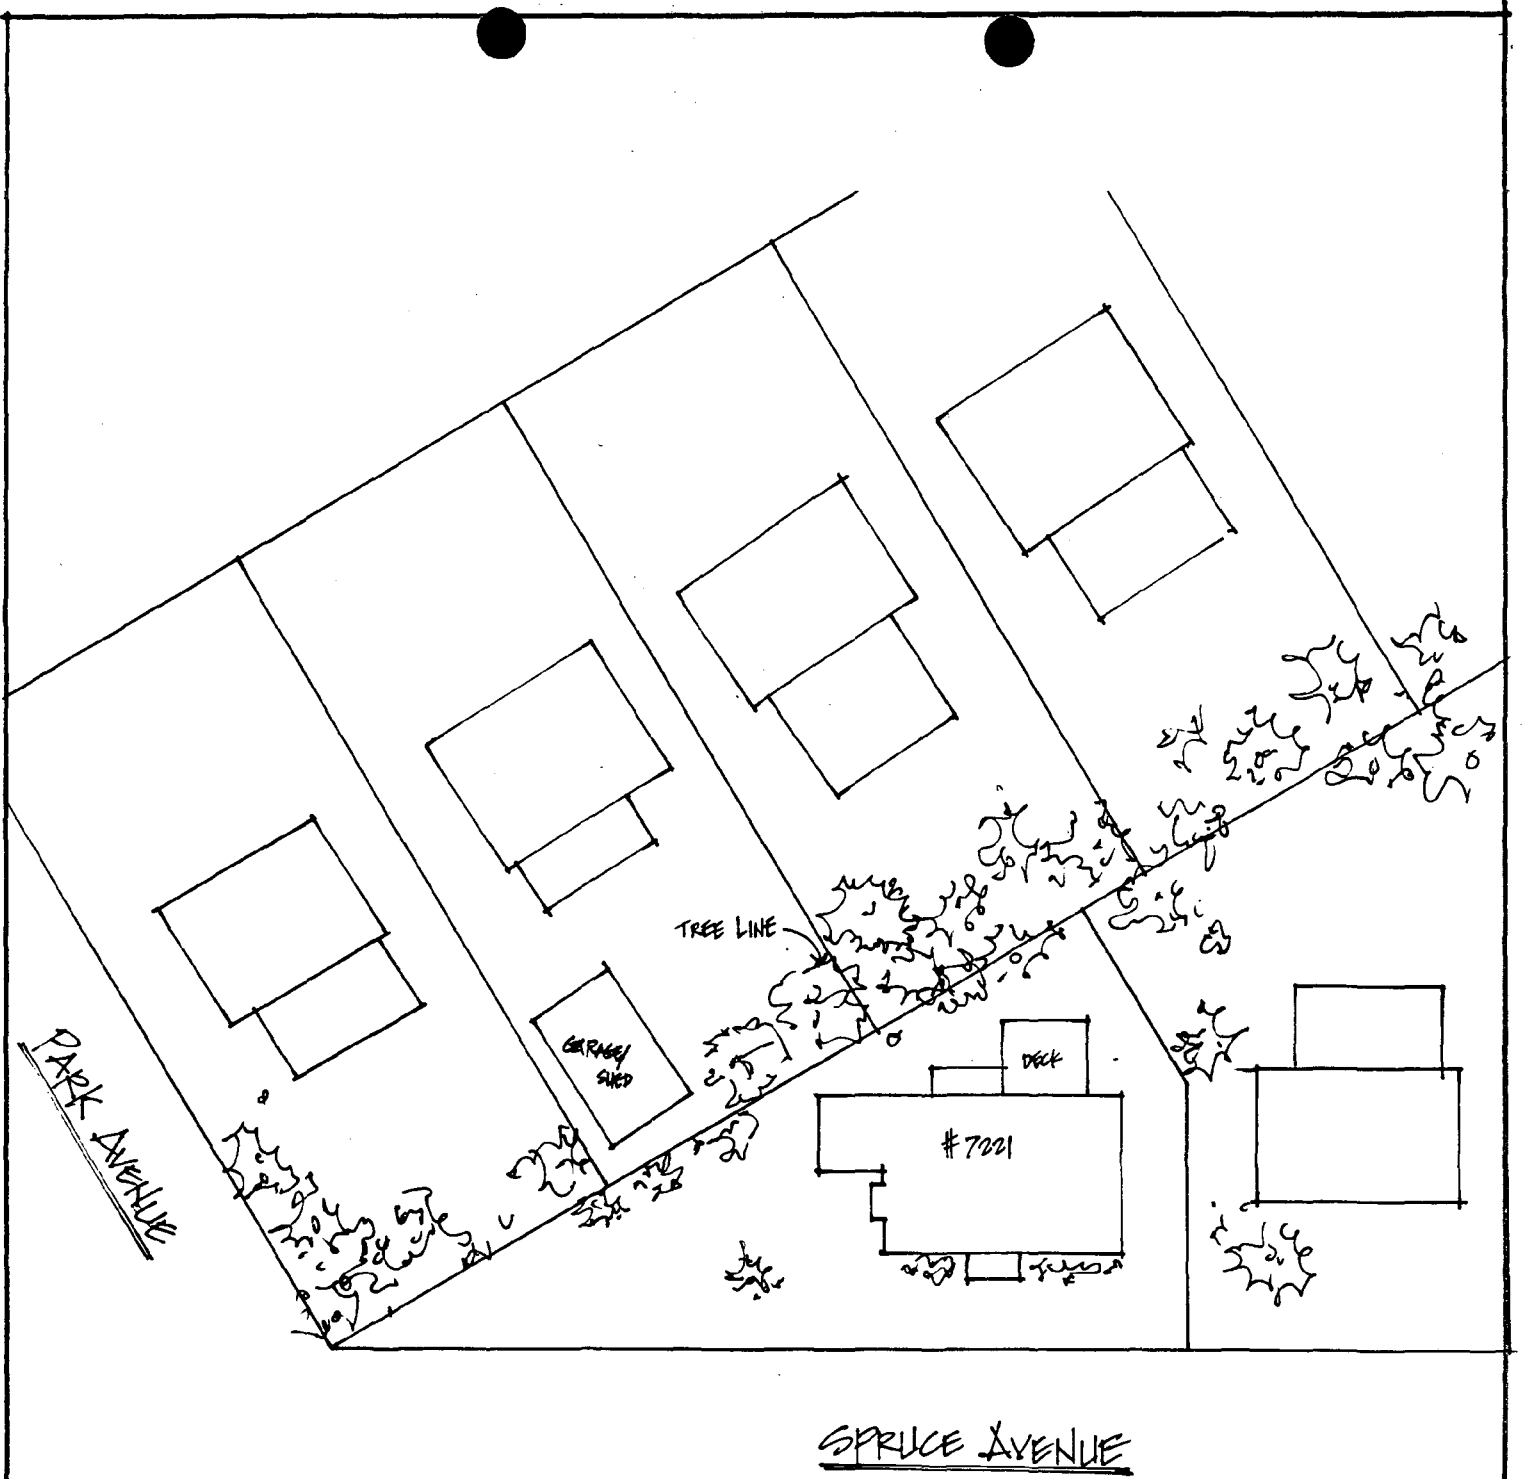 TREE LINE
GARAGE/
SHED
DECK
# 7221
PARK AVENUE
SPRUCE AVENUE